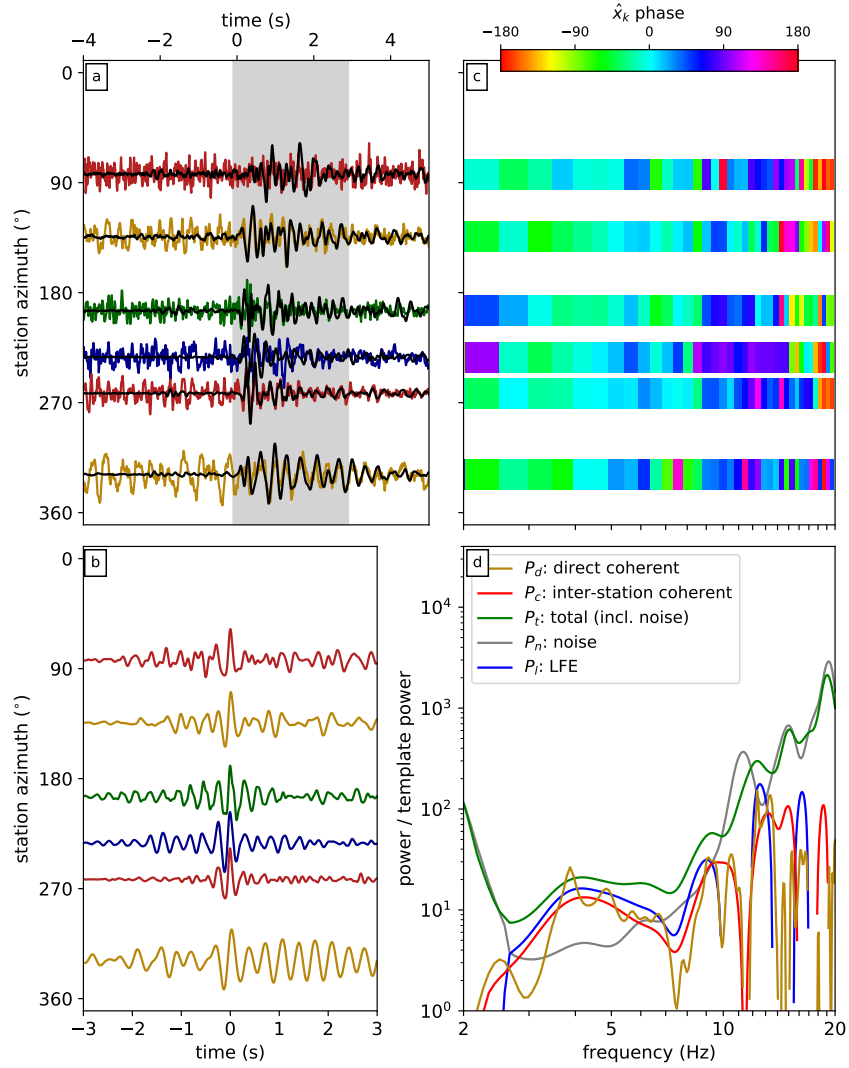 time (s)
−4 −2 0 2 4
a
station azimuth (°)
0
90
180
270
360
x̂k phase
−180 −90 0 90 180
c
b
station azimuth (°)
0
90
180
270
360
−3 −2 −1 0 1 2 3
time (s)
d
Pd: direct coherent
Pc: inter-station coherent
Pt: total (incl. noise)
Pn: noise
Pl: LFE
power / template power
10⁴
10³
10²
10¹
10⁰
2 5 10 20
frequency (Hz)